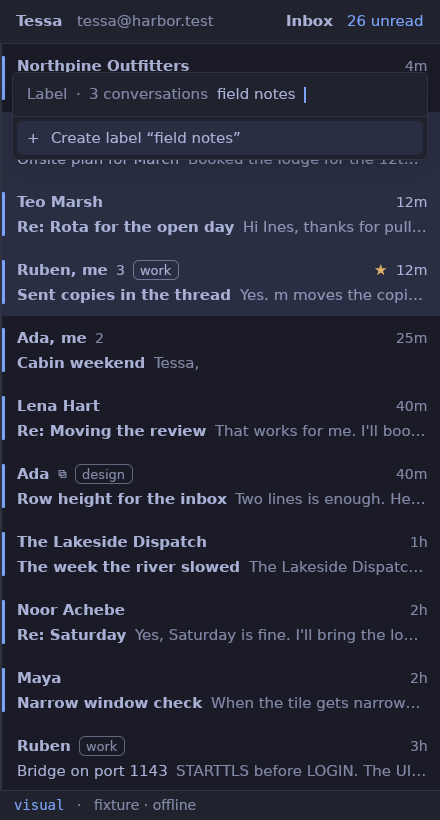 Tessa tessa@harbor.test Inbox 26 unread
Northpine Outfitters 4m
Label · 3 conversations field notes
+ Create label “field notes”
Offsite plan for March Booked the lodge for the 12t…
Teo Marsh 12m
Re: Rota for the open day Hi Ines, thanks for pull…
Ruben, me 3 work ★ 12m
Sent copies in the thread Yes. m moves the copi…
Ada, me 2 25m
Cabin weekend Tessa,
Lena Hart 40m
Re: Moving the review That works for me. I'll boo…
Ada design 40m
Row height for the inbox Two lines is enough. He…
The Lakeside Dispatch 1h
The week the river slowed The Lakeside Dispatc…
Noor Achebe 2h
Re: Saturday Yes, Saturday is fine. I'll bring the lo…
Maya 2h
Narrow window check When the tile gets narrow…
Ruben work 3h
Bridge on port 1143 STARTTLS before LOGIN. The UI…
visual · fixture · offline